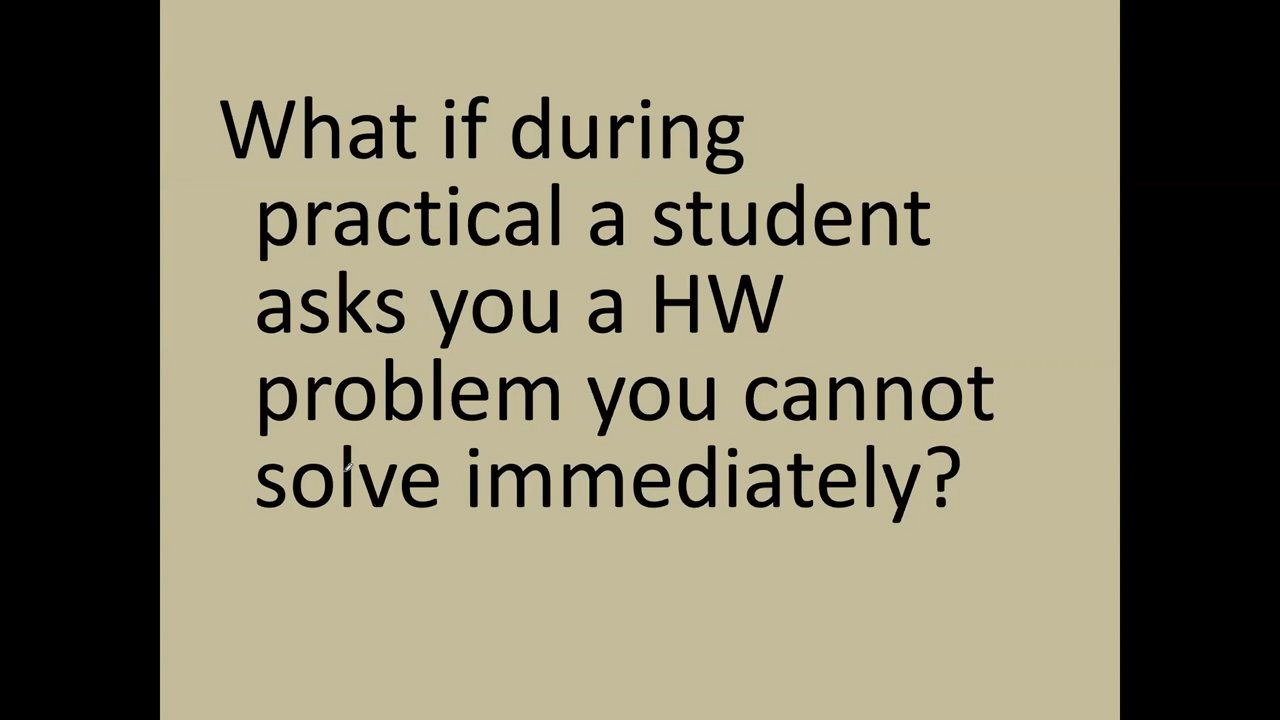 What if during
practical a student
asks you a HW
problem you cannot
solve immediately?